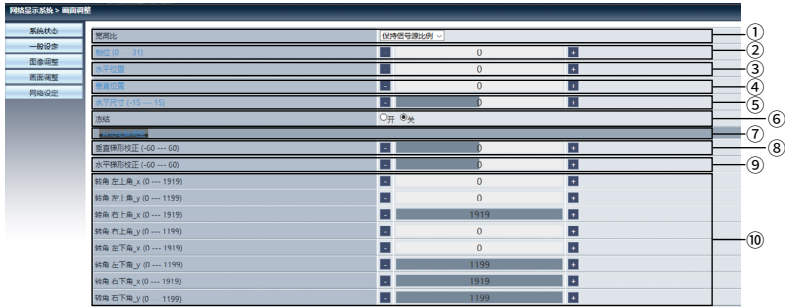 网络显示系统 > 画面调整
系统状态
一般设定
图像调整
画面调整
网络设定
宽高比 保持信号源比例 ①
相位 (0 --- 31) 0 + ②
水平位置 0 + ③
垂直位置 - 0 + ④
水平尺寸 (-15 --- 15) - 0 + ⑤
冻结 开 关 ⑥
⑦
垂直梯形校正 (-60 --- 60) - 0 + ⑧
水平梯形校正 (-60 --- 60) - 0 + ⑨
转角 左上角_x (0 --- 1919) - 0 +
转角 左上角_y (0 --- 1199) - 0 +
转角 右上角_x (0 --- 1919) - 1919 +
转角 右上角_y (0 --- 1199) - 0 +
转角 左下角_x (0 --- 1919) - 0 + ⑩
转角 左下角_y (0 --- 1199) - 1199 +
转角 右下角_x (0 --- 1919) - 1919 +
转角 右下角_y (0 --- 1199) - 1199 +